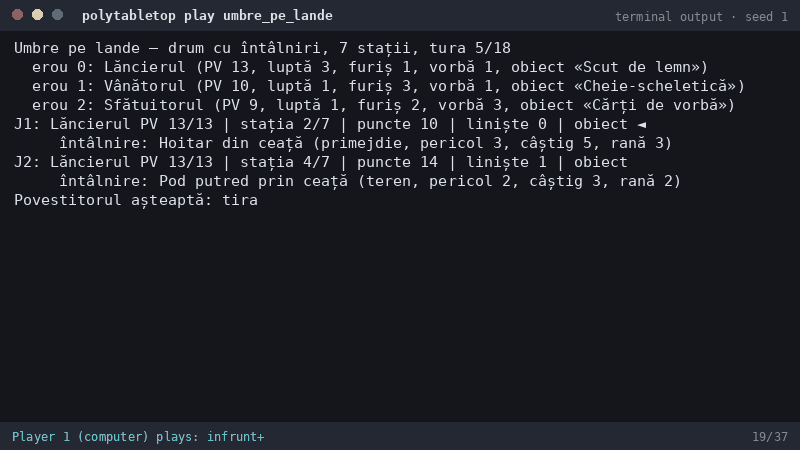 polytabletop play umbre_pe_lande
terminal output · seed 1
Umbre pe lande — drum cu întâlniri, 7 stații, tura 5/18
erou 0: Lăncierul (PV 13, luptă 3, furiș 1, vorbă 1, obiect «Scut de lemn»)
erou 1: Vânătorul (PV 10, luptă 1, furiș 3, vorbă 1, obiect «Cheie-scheletică»)
erou 2: Sfătuitorul (PV 9, luptă 1, furiș 2, vorbă 3, obiect «Cărți de vorbă»)
J1: Lăncierul PV 13/13 | stația 2/7 | puncte 10 | liniște 0 | obiect ◄
întâlnire: Hoitar din ceață (primejdie, pericol 3, câștig 5, rană 3)
J2: Lăncierul PV 13/13 | stația 4/7 | puncte 14 | liniște 1 | obiect
întâlnire: Pod putred prin ceață (teren, pericol 2, câștig 3, rană 2)
Povestitorul așteaptă: tira
Player 1 (computer) plays: infrunt+
19/37